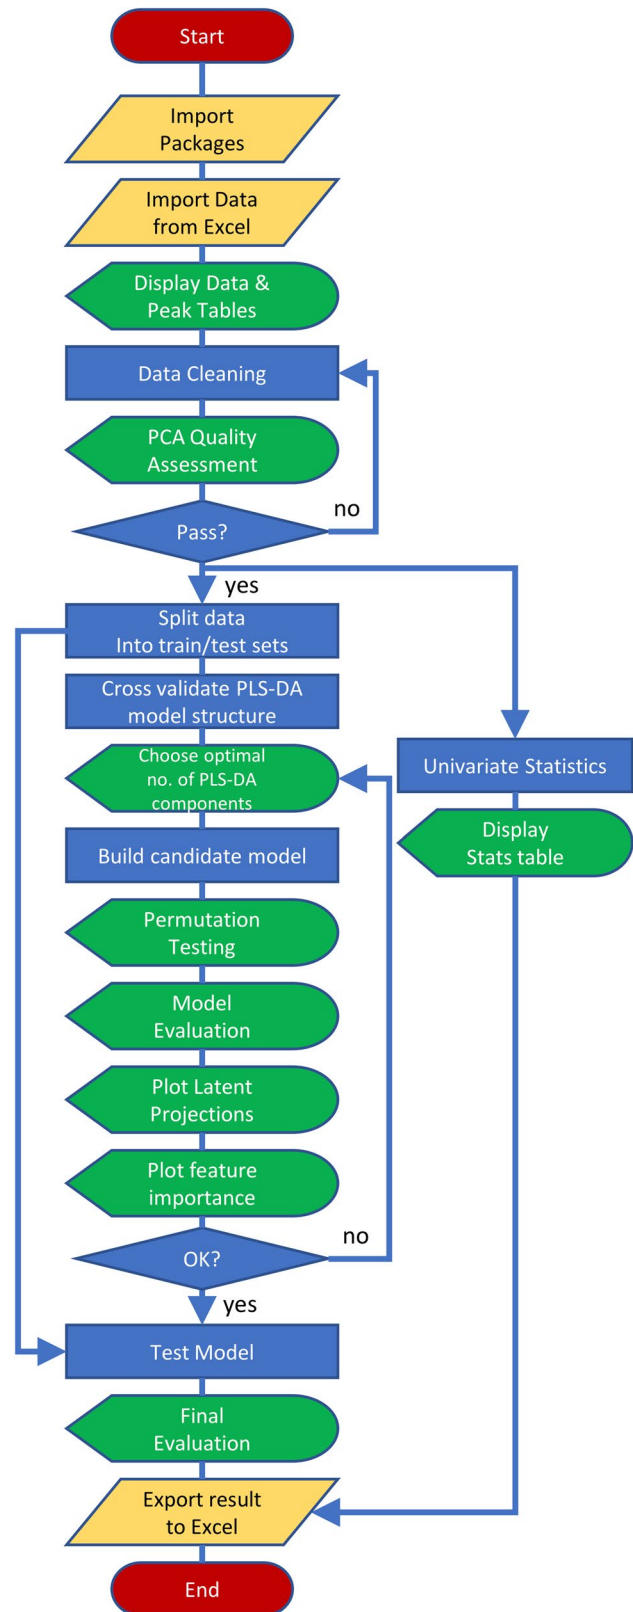 Start
Import
Packages
Import Data
from Excel
Display Data &
Peak Tables
Data Cleaning
PCA Quality
Assessment
no
Pass?
yes
Split data
Into train/test sets
Cross validate PLS-DA
model structure
Choose optimal
no. of PLS-DA
components
Univariate Statistics
Display
Stats table
Build candidate model
Permutation
Testing
Model
Evaluation
Plot Latent
Projections
Plot feature
importance
no
OK?
yes
Test Model
Final
Evaluation
Export result
to Excel
End